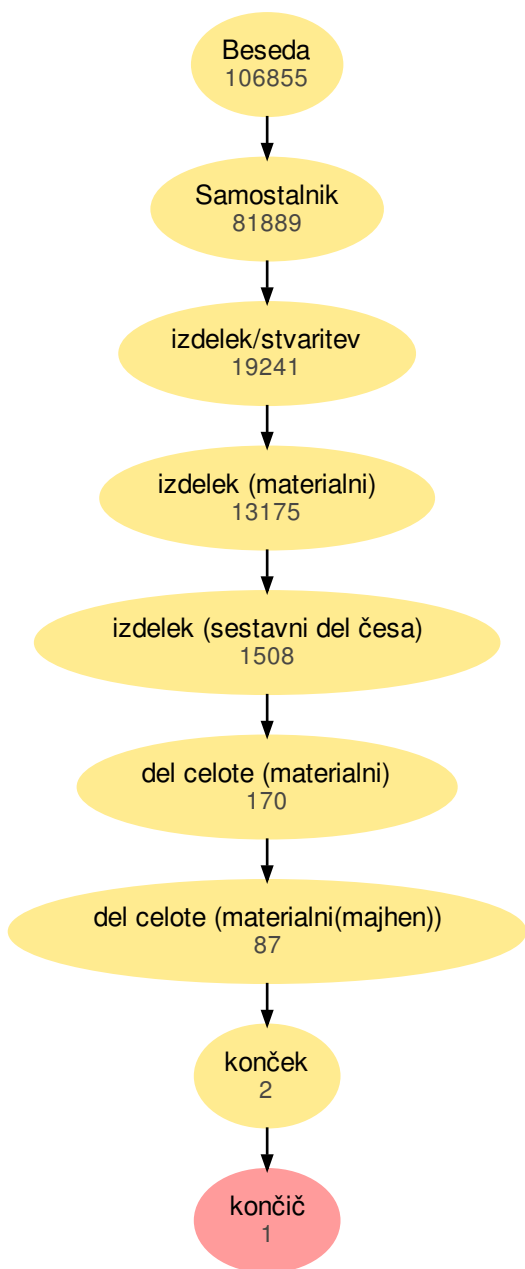 Beseda
106855
Samostalnik
81889
izdelek/stvaritev
19241
izdelek (materialni)
13175
izdelek (sestavni del česa)
1508
del celote (materialni)
170
del celote (materialni(majhen))
87
konček
2
končič
1